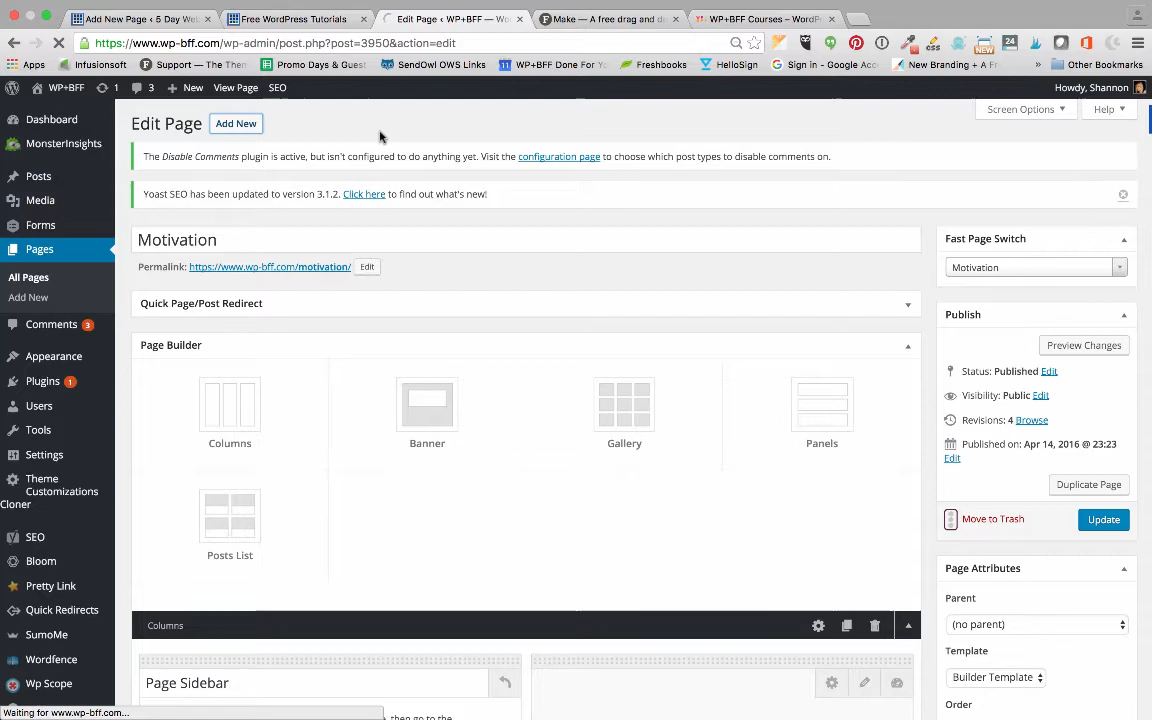 Add New Page ‹ 5 Day Web
Free WordPress Tutorials
Edit Page ‹ WP+BFF — Wo
Make — A free drag and dr
WP+BFF Courses – WordPr
https://www.wp-bff.com/wp-admin/post.php?post=3950&action=edit
Apps
Infusionsoft
Support — The Them
Promo Days & Guest
SendOwl OWS Links
WP+BFF Done For Yo
Freshbooks
HelloSign
Sign in - Google Acco
New Branding + A Fr
»
Other Bookmarks
WP+BFF
1
3
New
View Page
SEO
Howdy, Shannon
Screen Options
Help
Edit Page
Add New
The Disable Comments plugin is active, but isn't configured to do anything yet. Visit the configuration page to choose which post types to disable comments on.
Yoast SEO has been updated to version 3.1.2. Click here to find out what's new!
Dashboard
MonsterInsights
Posts
Media
Forms
Pages
All Pages
Add New
Comments 3
Appearance
Plugins 1
Users
Tools
Settings
Theme
Customizations
Cloner
SEO
Bloom
Pretty Link
Quick Redirects
SumoMe
Wordfence
Wp Scope
Motivation
Permalink: https://www.wp-bff.com/motivation/ Edit
Quick Page/Post Redirect
Page Builder
Columns
Banner
Gallery
Panels
Posts List
Columns
Page Sidebar
, then go to the
Fast Page Switch
Motivation
Publish
Preview Changes
Status: Published Edit
Visibility: Public Edit
Revisions: 4 Browse
Published on: Apr 14, 2016 @ 23:23
Edit
Duplicate Page
Move to Trash
Update
Page Attributes
Parent
(no parent)
Template
Builder Template
Order
Waiting for www.wp-bff.com...